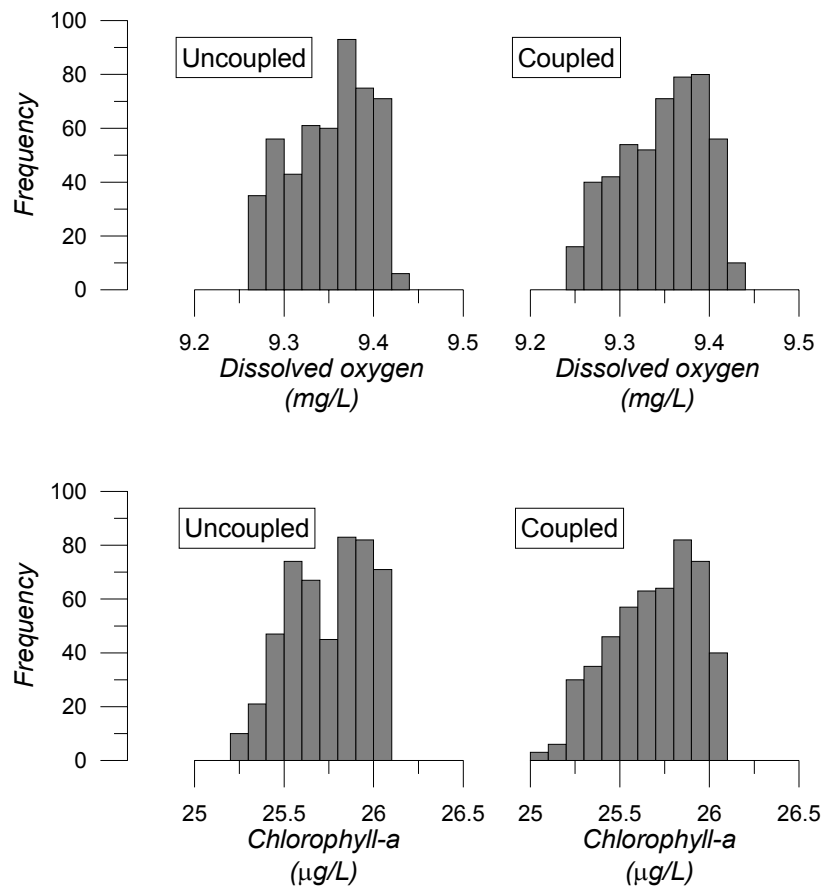 100
80
60
40
20
0
Frequency
Uncoupled
Coupled
9.2 9.3 9.4 9.5
9.2 9.3 9.4 9.5
Dissolved oxygen
(mg/L)
Dissolved oxygen
(mg/L)
100
80
60
40
20
0
Frequency
Uncoupled
Coupled
25 25.5 26 26.5
25 25.5 26 26.5
Chlorophyll-a
(μg/L)
Chlorophyll-a
(μg/L)